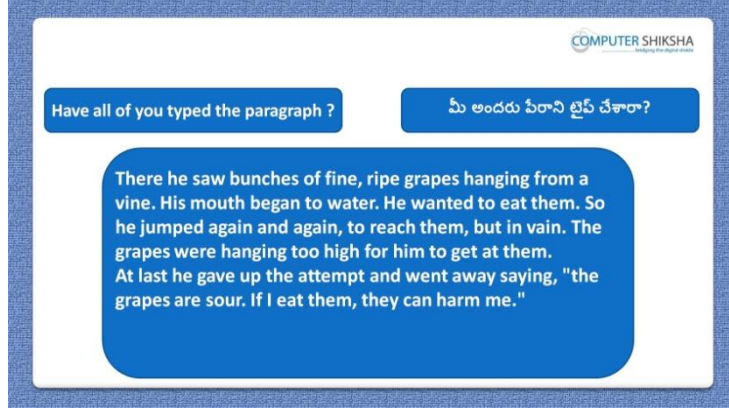 COMPUTER SHIKSHA
bridging the digital divide
Have all of you typed the paragraph ?
మీ అందరు పేరాని టైప్ చేశారా?
There he saw bunches of fine, ripe grapes hanging from a
vine. His mouth began to water. He wanted to eat them. So
he jumped again and again, to reach them, but in vain. The
grapes were hanging too high for him to get at them.
At last he gave up the attempt and went away saying, "the
grapes are sour. If I eat them, they can harm me."